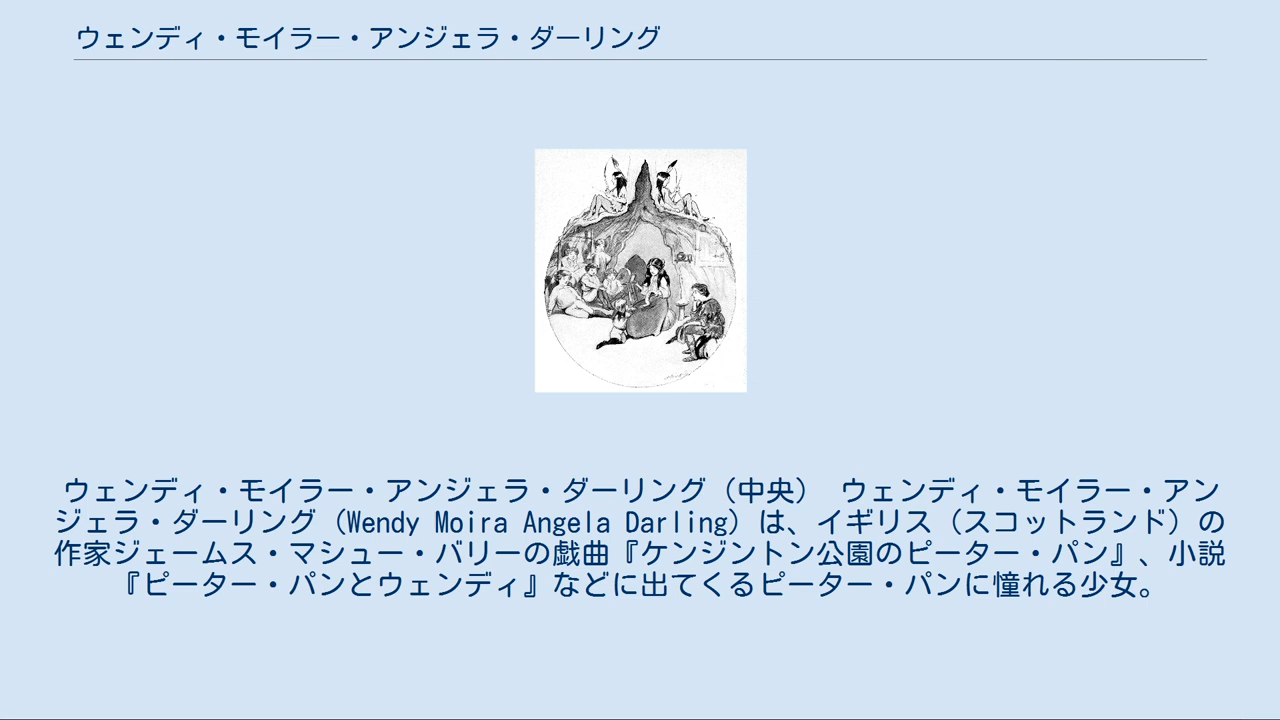 ウェンディ・モイラー・アンジェラ・ダーリング
ウェンディ・モイラー・アンジェラ・ダーリング（中央） ウェンディ・モイラー・アン
ジェラ・ダーリング（Wendy Moira Angela Darling）は、イギリス（スコットランド）の
作家ジェームス・マシュー・バリーの戯曲『ケンジントン公園のピーター・パン』、小説
『ピーター・パンとウェンディ』などに出てくるピーター・パンに憧れる少女。